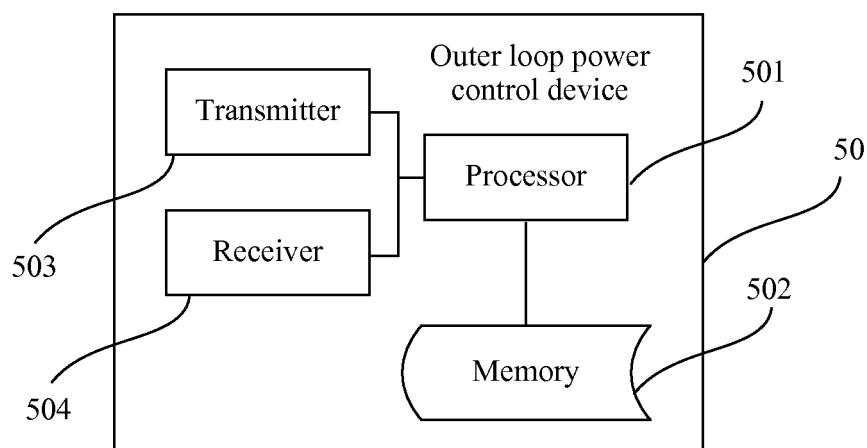 Outer loop power
control device
501
Transmitter
50
Processor
Receiver
503
502
Memory
504